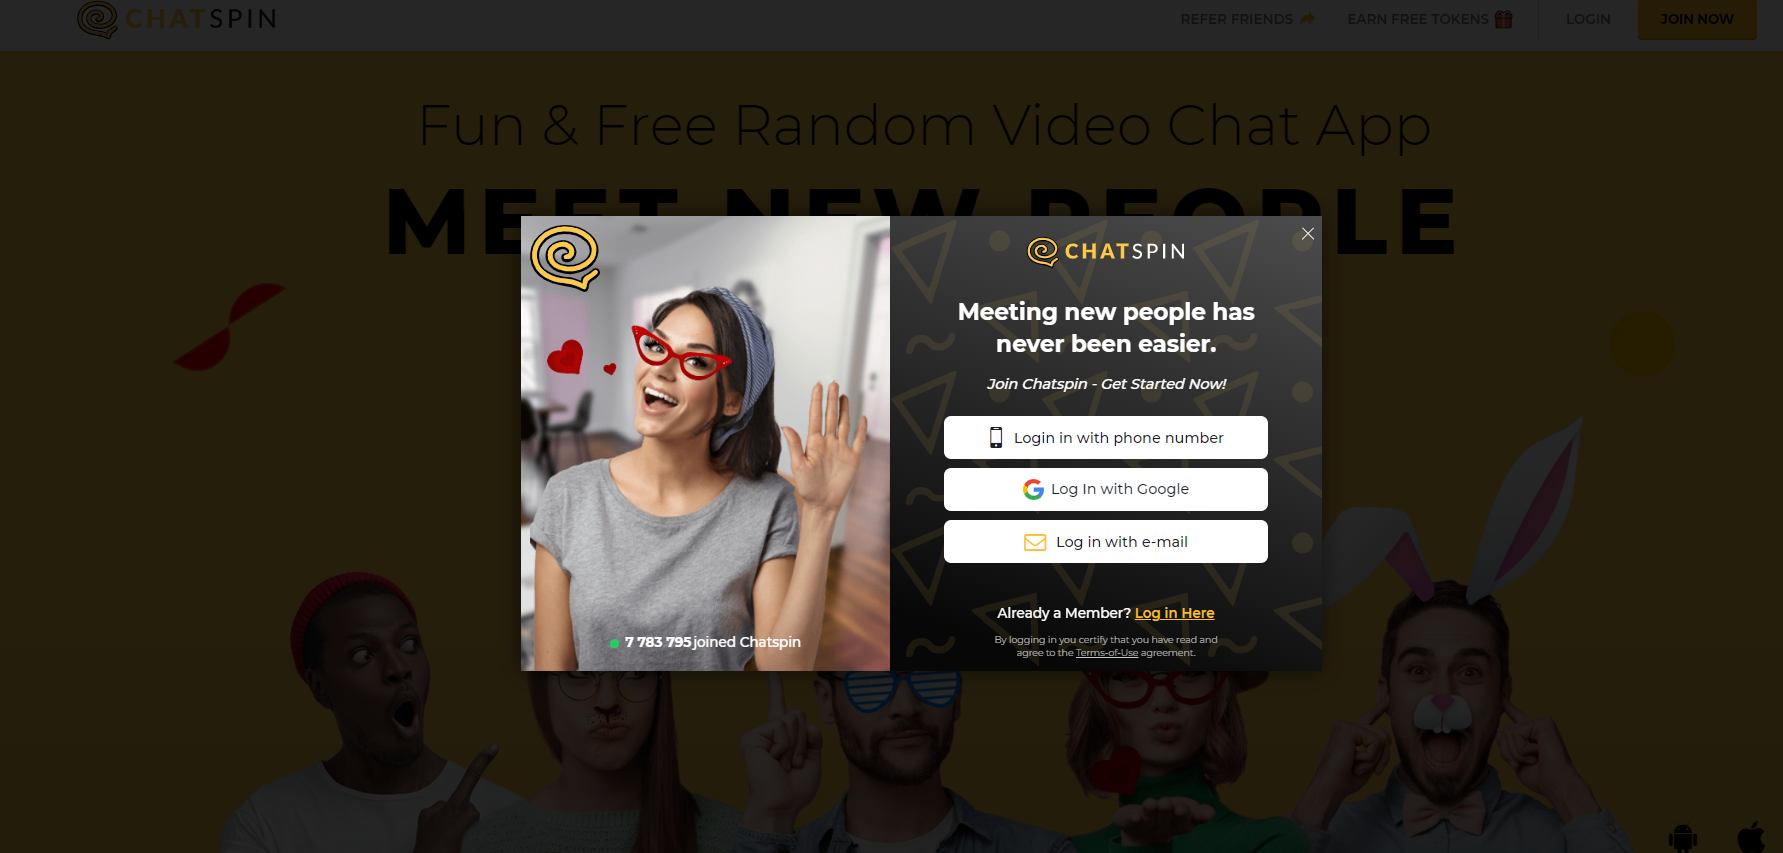 CHATSPIN
REFER FRIENDS
EARN FREE TOKENS
LOGIN
JOIN NOW
Fun & Free Random Video Chat App
MEET NEW PEOPLE
CHATSPIN
Meeting new people has
never been easier.
Join Chatspin - Get Started Now!
Login in with phone number
Log In with Google
Log in with e-mail
Already a Member? Log in Here
By logging in you certify that you have read and
agree to the Terms-of-Use agreement.
7 783 795 joined Chatspin